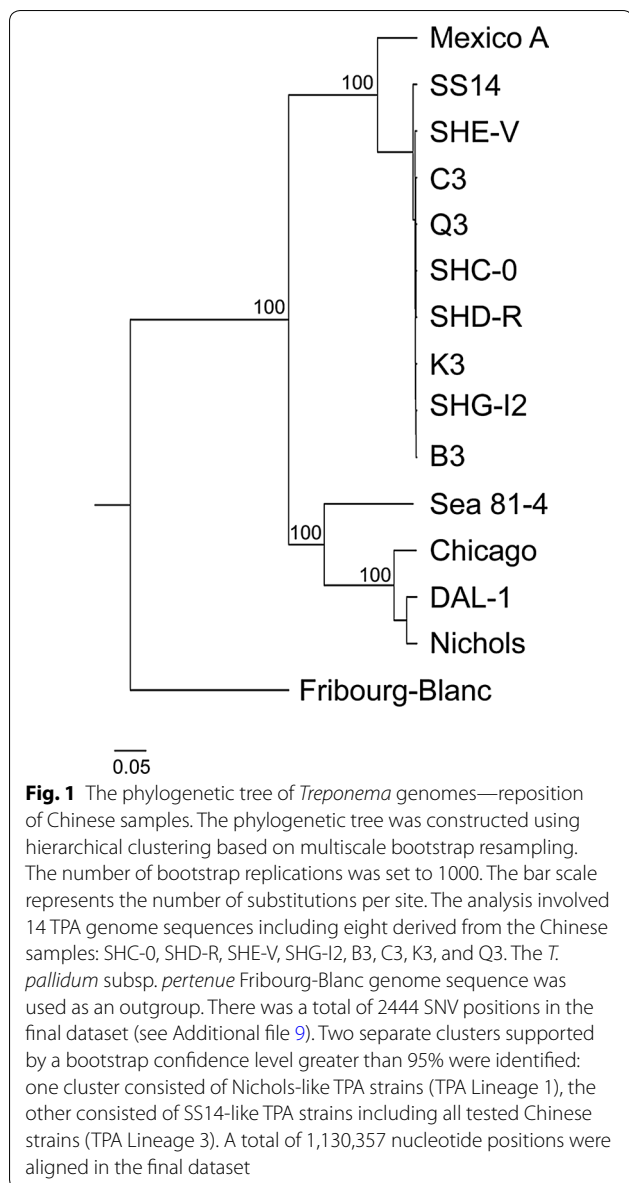 Mexico A
100
SS14
SHE-V
C3
Q3
SHC-0
100
SHD-R
K3
SHG-I2
B3
Sea 81-4
100
Chicago
100
DAL-1
Nichols
Fribourg-Blanc
0.05
Fig. 1 The phylogenetic tree of Treponema genomes—reposition
of Chinese samples. The phylogenetic tree was constructed using
hierarchical clustering based on multiscale bootstrap resampling.
The number of bootstrap replications was set to 1000. The bar scale
represents the number of substitutions per site. The analysis involved
14 TPA genome sequences including eight derived from the Chinese
samples: SHC-0, SHD-R, SHE-V, SHG-I2, B3, C3, K3, and Q3. The T.
pallidum subsp. pertenue Fribourg-Blanc genome sequence was
used as an outgroup. There was a total of 2444 SNV positions in the
final dataset (see Additional file 9). Two separate clusters supported
by a bootstrap confidence level greater than 95% were identified:
one cluster consisted of Nichols-like TPA strains (TPA Lineage 1), the
other consisted of SS14-like TPA strains including all tested Chinese
strains (TPA Lineage 3). A total of 1,130,357 nucleotide positions were
aligned in the final dataset